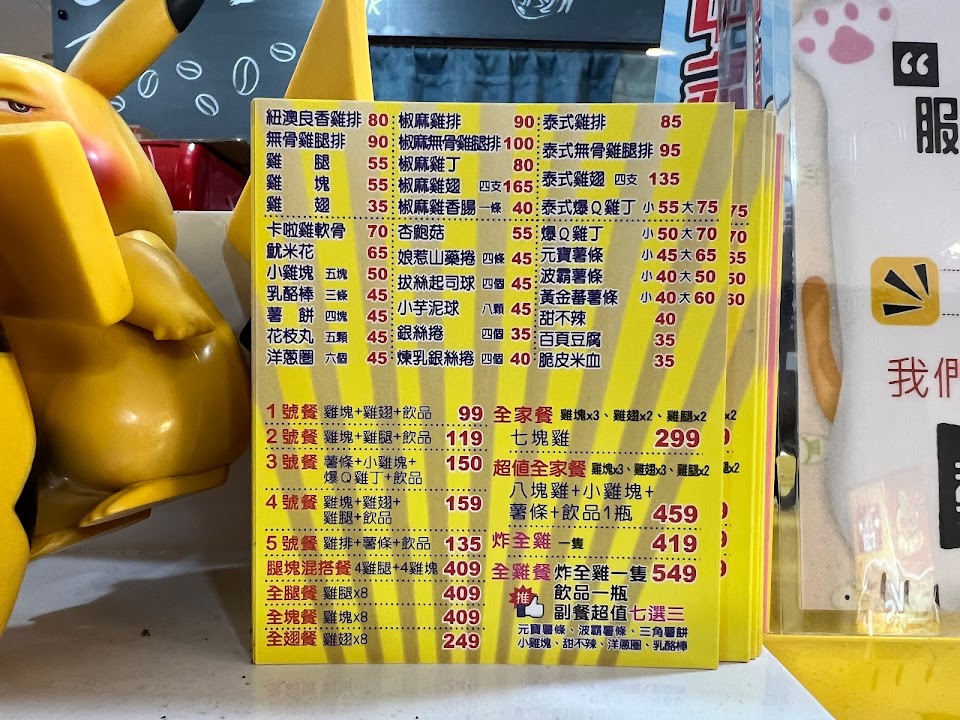 紐澳良香雞排 80
無骨雞腿排 90
雞腿 55
雞塊 55
雞翅 35
椒麻雞排 90
椒麻無骨雞腿排 100
椒麻雞丁 80
椒麻雞翅 四支 165
椒麻雞香腸 一條 40
泰式雞排 85
泰式無骨雞腿排 95
泰式雞翅 四支 135
泰式爆Q雞丁 小 55 大 75
卡啦雞軟骨 70
魷米花 65
小雞塊 五塊 50
乳酪棒 三條 45
薯餅 四塊 45
花枝丸 五顆 45
洋蔥圈 六個 45
杏鮑菇 55
娘惹山藥捲 四條 45
拔絲起司球 四個 45
小芋泥球 八顆 45
銀絲捲 四個 35
煉乳銀絲捲 四個 40
爆Q雞丁 小 50 大 70
元寶薯條 小 45 大 65
波霸薯條 小 40 大 50
黃金蕃薯條 小 40 大 60
甜不辣 40
百頁豆腐 35
脆皮米血 35
1號餐 雞塊+雞翅+飲品 99
2號餐 雞塊+雞腿+飲品 119
3號餐 薯條+小雞塊+ 150
爆Q雞丁+飲品
4號餐 雞塊+雞翅+ 159
雞腿+飲品
5號餐 雞排+薯條+飲品 135
腿塊混搭餐 4雞腿+4雞塊 409
全腿餐 雞腿x8 409
全塊餐 雞塊x8 409
全翅餐 雞翅x8 249
全家餐 雞塊x3、雞翅x2、雞腿x2
七塊雞 299
超值全家餐 雞塊x3、雞翅x3、雞腿x2
八塊雞+小雞塊+
薯條+飲品1瓶 459
炸全雞 一隻 419
全雞餐 炸全雞一隻 549
推 飲品一瓶
副餐超值七選三
元寶薯條、波霸薯條、三角薯餅
小雞塊、甜不辣、洋蔥圈、乳酪棒
75
70
65
50
60
x2
9
x2
9
9
9
“
服
我們